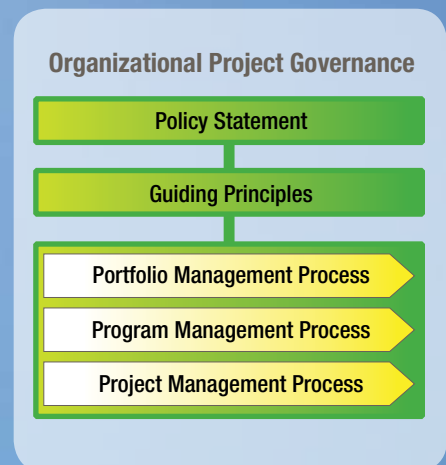 Organizational Project Governance
Policy Statement
Guiding Principles
Portfolio Management Process
Program Management Process
Project Management Process